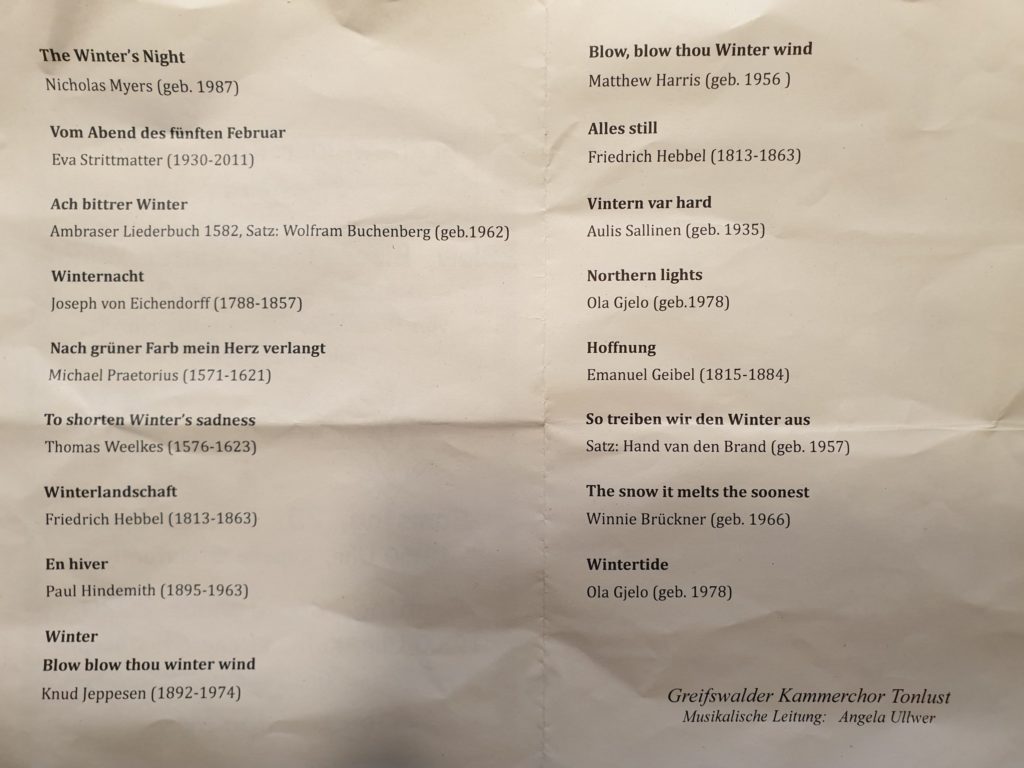 The Winter's Night
Nicholas Myers (geb. 1987)
Vom Abend des fünften Februar
Eva Strittmatter (1930-2011)
Ach bittrer Winter
Ambraser Liederbuch 1582, Satz: Wolfram Buchenberg (geb.1962)
Winternacht
Joseph von Eichendorff (1788-1857)
Nach grüner Farb mein Herz verlangt
Michael Praetorius (1571-1621)
To shorten Winter's sadness
Thomas Weelkes (1576-1623)
Winterlandschaft
Friedrich Hebbel (1813-1863)
En hiver
Paul Hindemith (1895-1963)
Winter
Blow blow thou winter wind
Knud Jeppesen (1892-1974)
Blow, blow thou Winter wind
Matthew Harris (geb. 1956 )
Alles still
Friedrich Hebbel (1813-1863)
Vintern var hard
Aulis Sallinen (geb. 1935)
Northern lights
Ola Gjelo (geb.1978)
Hoffnung
Emanuel Geibel (1815-1884)
So treiben wir den Winter aus
Satz: Hand van den Brand (geb. 1957)
The snow it melts the soonest
Winnie Brückner (geb. 1966)
Wintertide
Ola Gjelo (geb. 1978)
Greifswalder Kammerchor Tonlust
Musikalische Leitung: Angela Ullwer